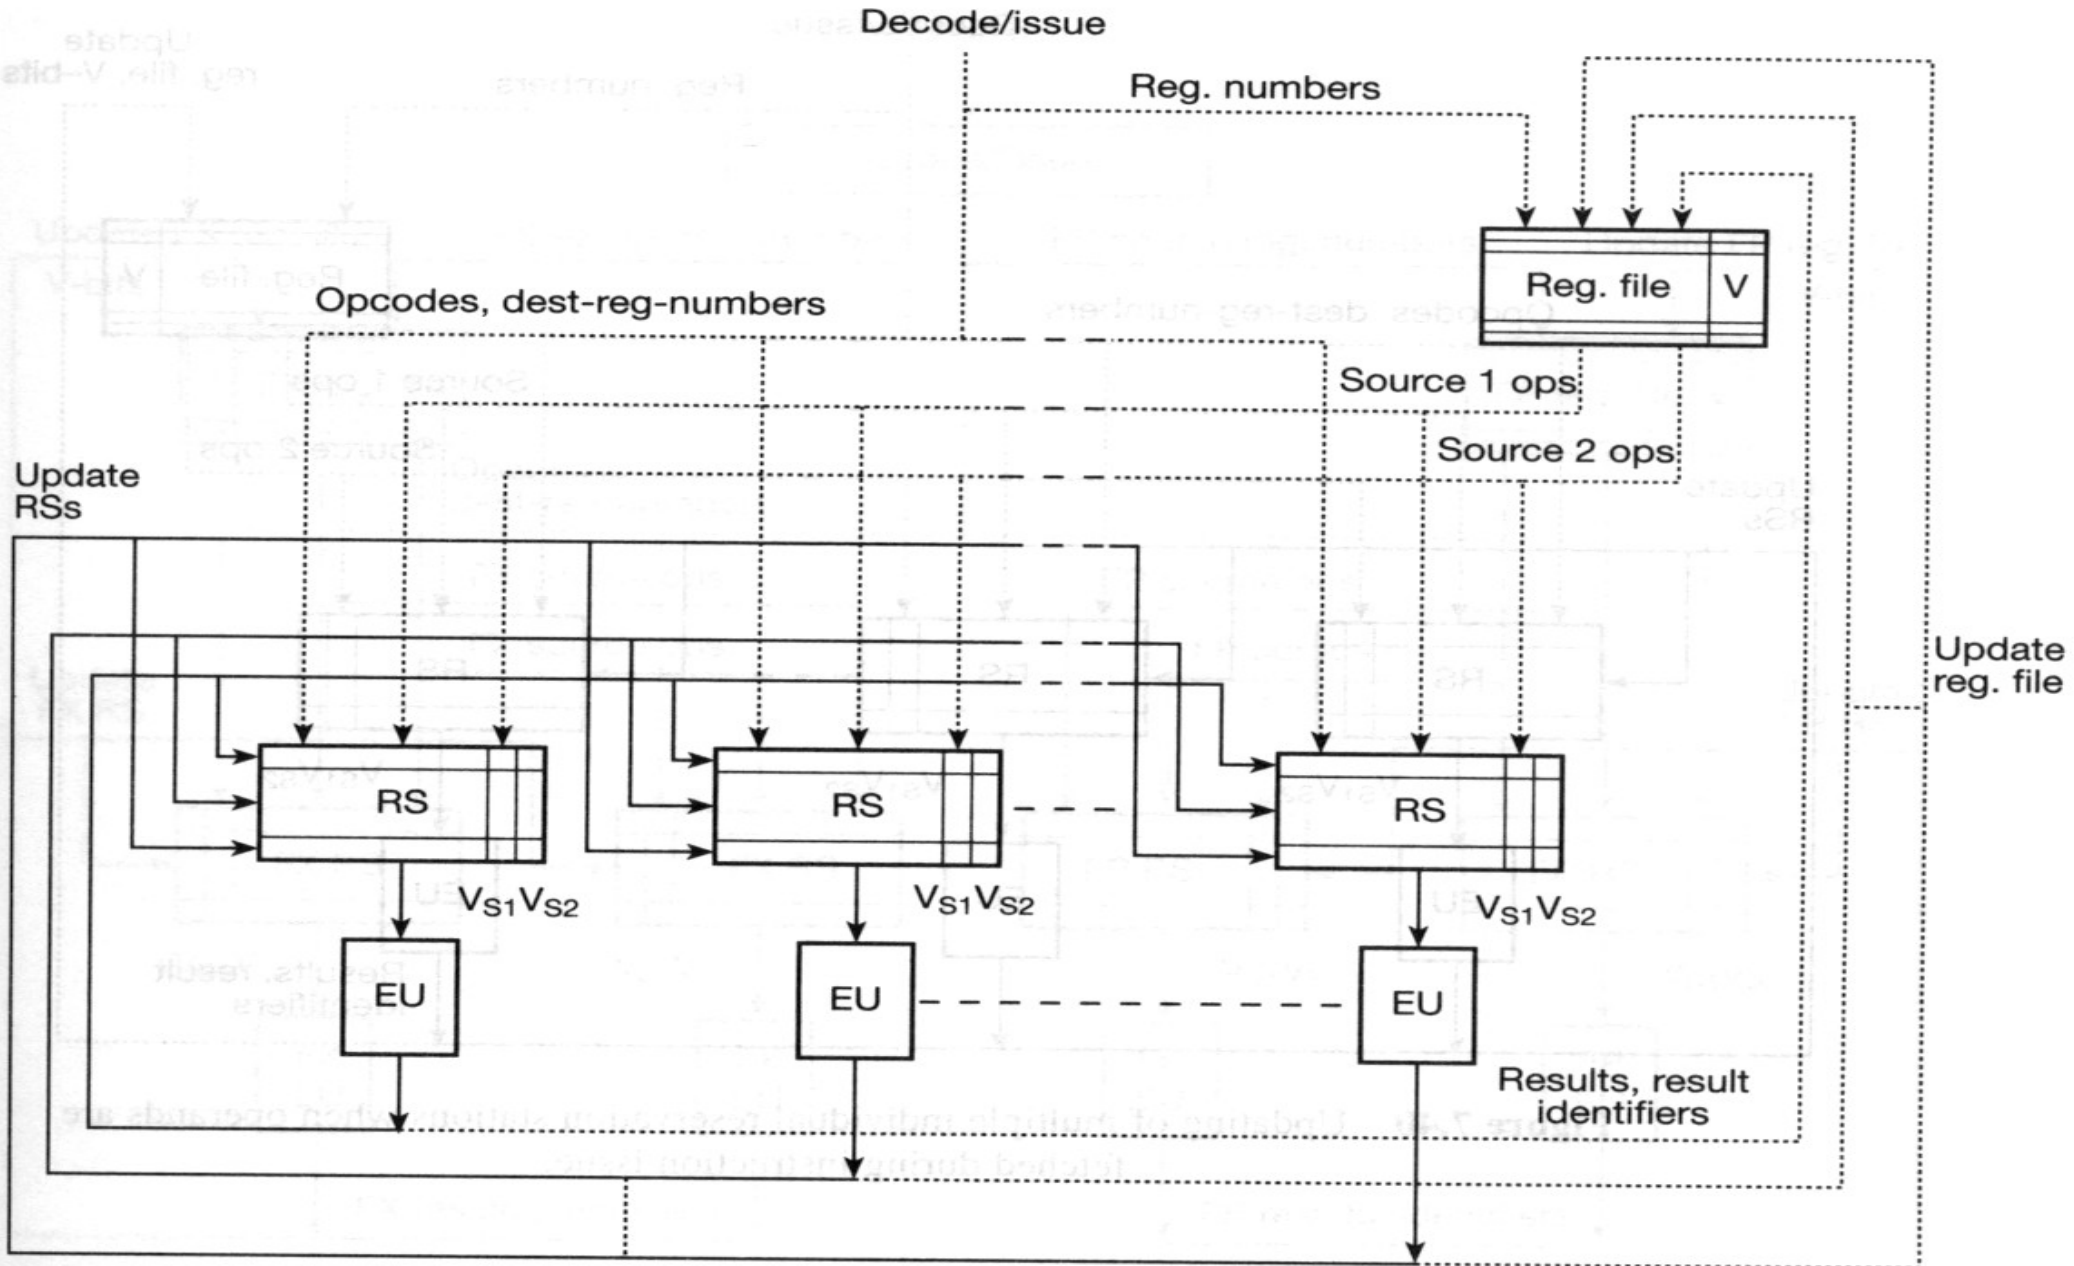 Decode/issue
Reg. numbers
Reg. file V
Opcodes, dest-reg-numbers
Source 1 ops
Source 2 ops
Update
RSs
Update
reg. file
RS
RS
RS
VS1VS2
VS1VS2
VS1VS2
EU
EU
EU
Results, result
identifiers